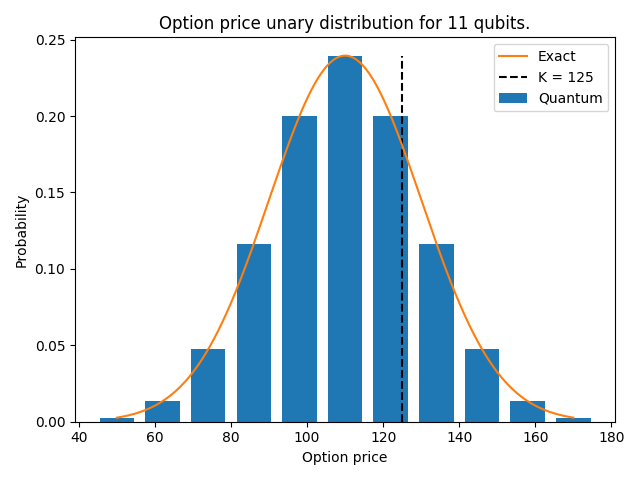 Option price unary distribution for 11 qubits.
Exact
K = 125
Quantum
Probability
0.25
0.20
0.15
0.10
0.05
0.00
40
60
80
100
120
140
160
180
Option price